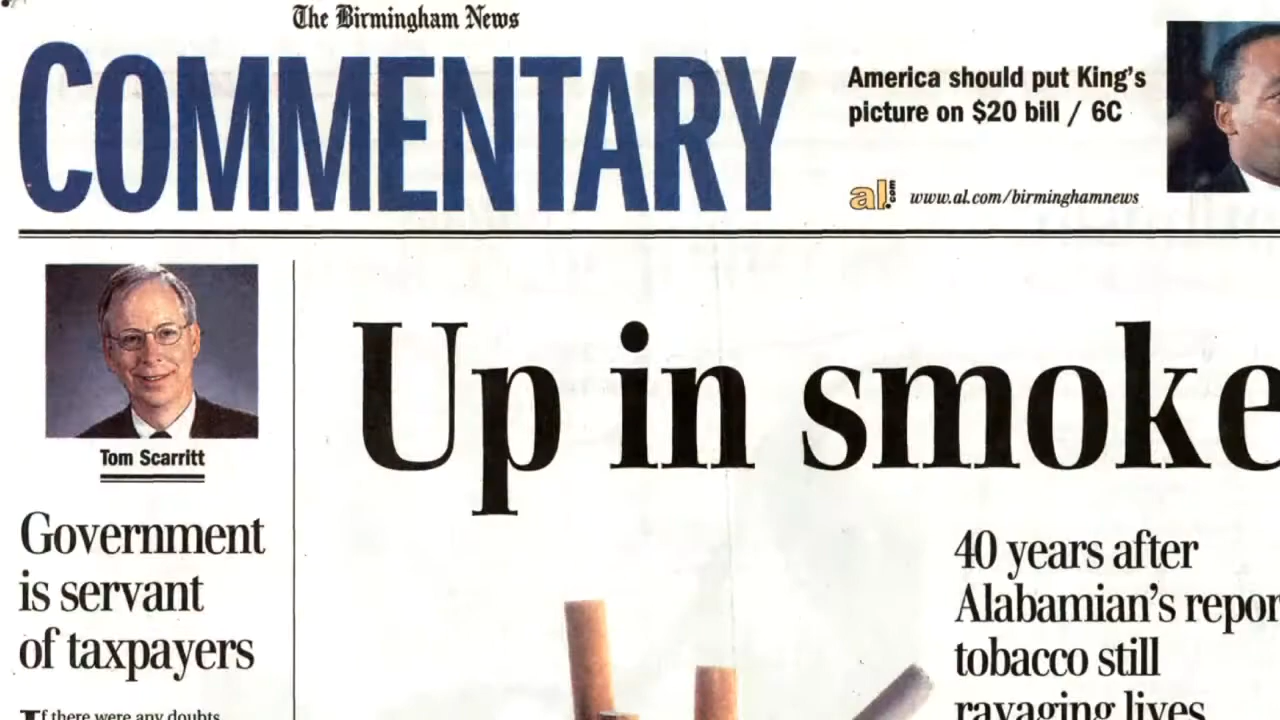 The Birmingham News
COMMENTARY
America should put King's
picture on $20 bill / 6C
al.com
www.al.com/birminghamnews
Tom Scarritt
Government
is servant
of taxpayers
If there were any doubts
Up in smoke
40 years after
Alabamian's repor
tobacco still
ravaging lives